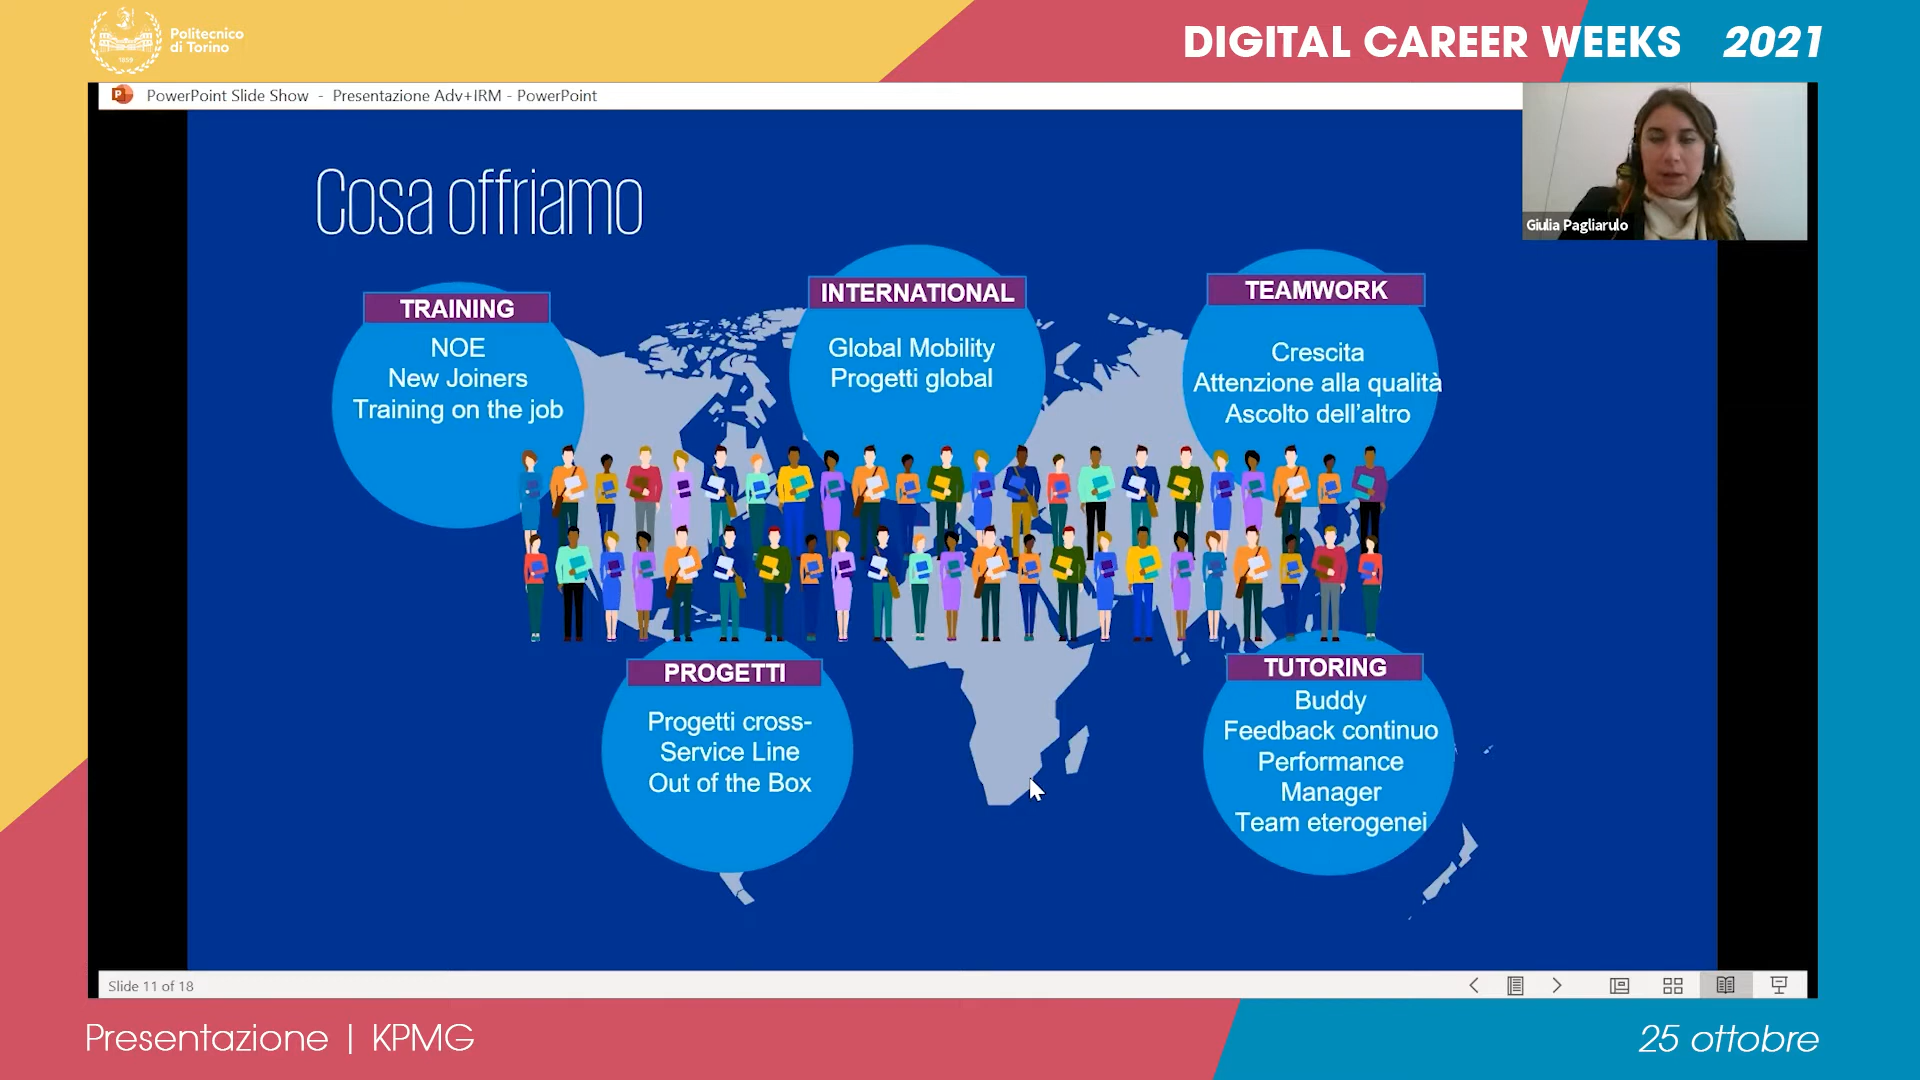 Politecnico
di Torino
1859
DIGITAL CAREER WEEKS 2021
PowerPoint Slide Show - Presentazione Adv+IRM - PowerPoint
Giulia Pagliarulo
Cosa offriamo
TRAINING
NOE
New Joiners
Training on the job
INTERNATIONAL
Global Mobility
Progetti global
TEAMWORK
Crescita
Attenzione alla qualità
Ascolto dell'altro
PROGETTI
Progetti cross-
Service Line
Out of the Box
TUTORING
Buddy
Feedback continuo
Performance
Manager
Team eterogenei
Slide 11 of 18
Presentazione | KPMG
25 ottobre